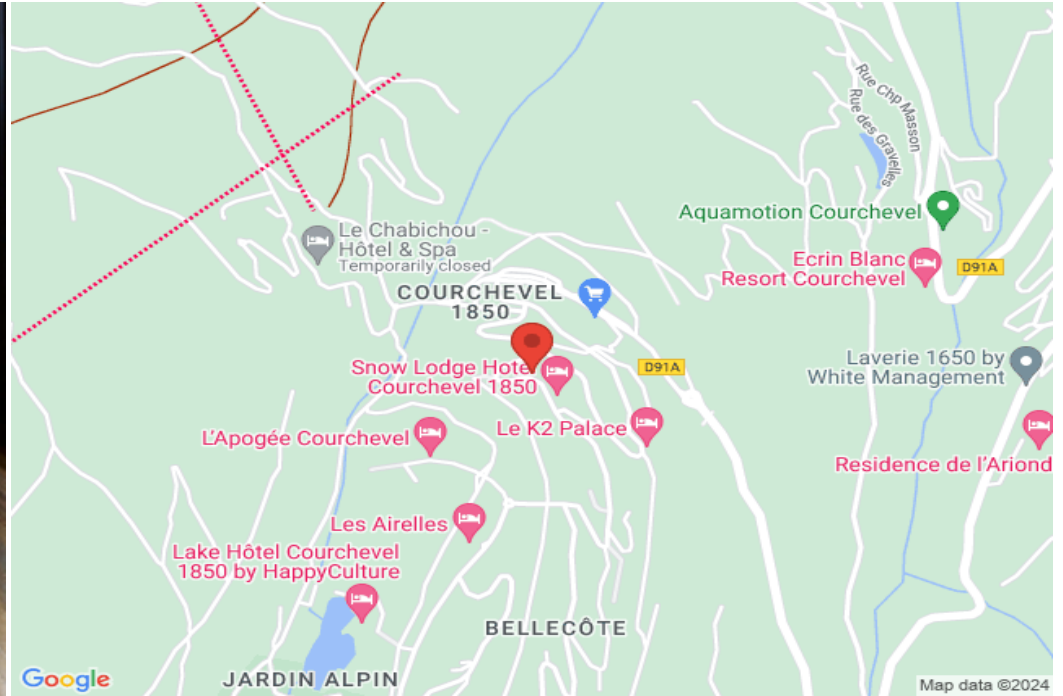 Rue Chp Masson
Rue des Gravelles
Aquamotion Courchevel
Le Chabichou -
Hôtel & Spa
Temporarily closed
Ecrin Blanc
Resort Courchevel
D91A
COURCHEVEL
1850
Snow Lodge Hotel
Courchevel 1850
D91A
Laverie 1650 by
White Management
L'Apogée Courchevel
Le K2 Palace
Residence de l'Ariond
Les Airelles
Lake Hôtel Courchevel
1850 by HappyCulture
BELLECÔTE
JARDIN ALPIN
Google
Map data ©2024